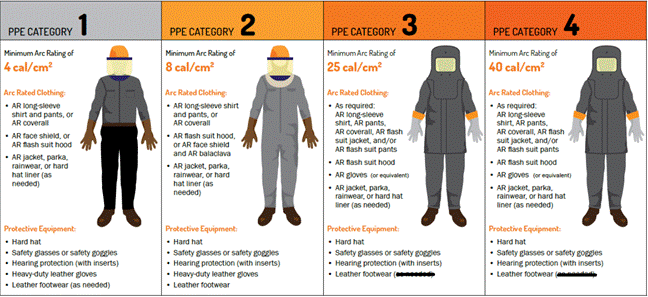 PPE CATEGORY 1
Minimum Arc Rating of
4 cal/cm²
Arc Rated Clothing:
• AR long-sleeve
shirt and pants, or
AR coverall
• AR face shield, or
AR flash suit hood
• AR jacket, parka,
rainwear, or hard
hat liner (as
needed)
Protective Equipment:
• Hard hat
• Safety glasses or safety goggles
• Hearing protection (with inserts)
• Heavy-duty leather gloves
• Leather footwear (as needed)
PPE CATEGORY 2
Minimum Arc Rating of
8 cal/cm²
Arc Rated Clothing:
• AR long-sleeve shirt
and pants, or AR
coverall
• AR flash suit hood,
or AR face shield
and AR balaclava
• AR jacket, parka,
rainwear, or hard
hat liner (as
needed)
Protective Equipment:
• Hard hat
• Safety glasses or safety goggles
• Hearing protection (with inserts)
• Heavy-duty leather gloves
• Leather footwear
PPE CATEGORY 3
Minimum Arc Rating of
25 cal/cm²
Arc Rated Clothing:
• As required:
AR long-sleeve
shirt, AR pants,
AR coverall, AR flash
suit jacket, and/or
AR flash suit pants
• AR flash suit hood
• AR gloves (or equivalent)
• AR jacket, parka,
rainwear, or hard hat
liner (as needed)
Protective Equipment:
• Hard hat
• Safety glasses or safety goggles
• Hearing protection (with inserts)
• Leather footwear
PPE CATEGORY 4
Minimum Arc Rating of
40 cal/cm²
Arc Rated Clothing:
• As required:
AR long-sleeve
shirt, AR pants,
AR coverall, AR flash
suit jacket, and/or
AR flash suit pants
• AR flash suit hood
• AR gloves (or equivalent)
• AR jacket, parka,
rainwear, or hard hat
liner (as needed)
Protective Equipment:
• Hard hat
• Safety glasses or safety goggles
• Hearing protection (with inserts)
• Leather footwear